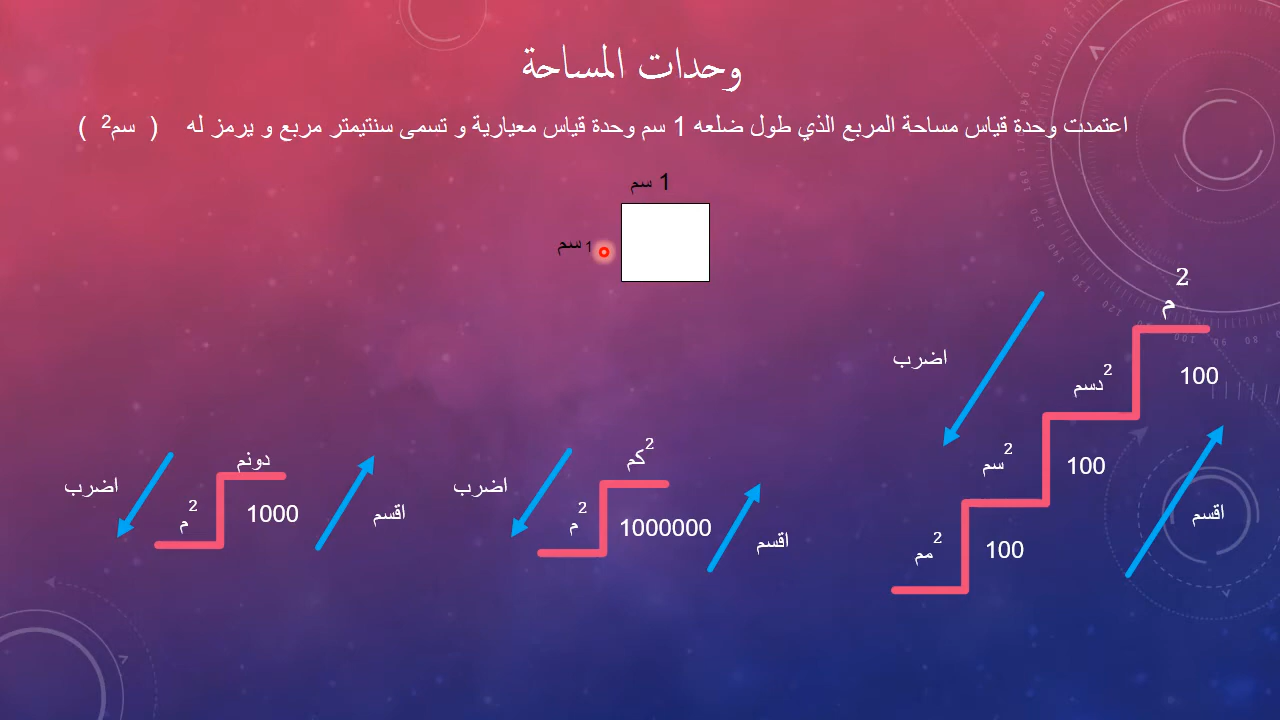 وحدات المساحة
اعتمدت وحدة قياس مساحة المربع الذي طول ضلعه 1 سم وحدة قياس معيارية و تسمى سنتيمتر مربع و يرمز له ( سم² )
1 سم
1 سم
م²
100
اضرب
دسم²
100
سم²
100
مم²
اقسم
كم²
اضرب
م²
1000000
اقسم
دونم
اضرب
م²
1000
اقسم